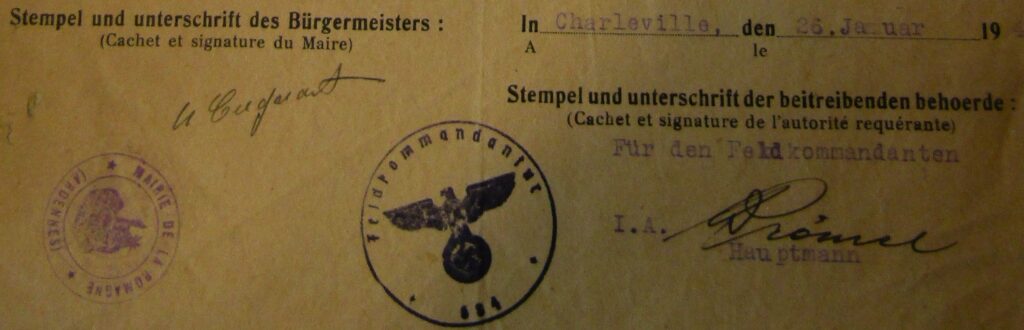 Stempel und unterschrift des Bürgermeisters :
(Cachet et signature du Maire)
In Charleville, den 26. Januar 19
A le
Stempel und unterschrift der beitreibenden behoerde :
(Cachet et signature de l'autorité requérante)
Für den Feldkommandanten
I.A.
Hauptmann
MAIRIE DE LA ROMAGNE
(ARDENNES)
Feldkommandantur
684